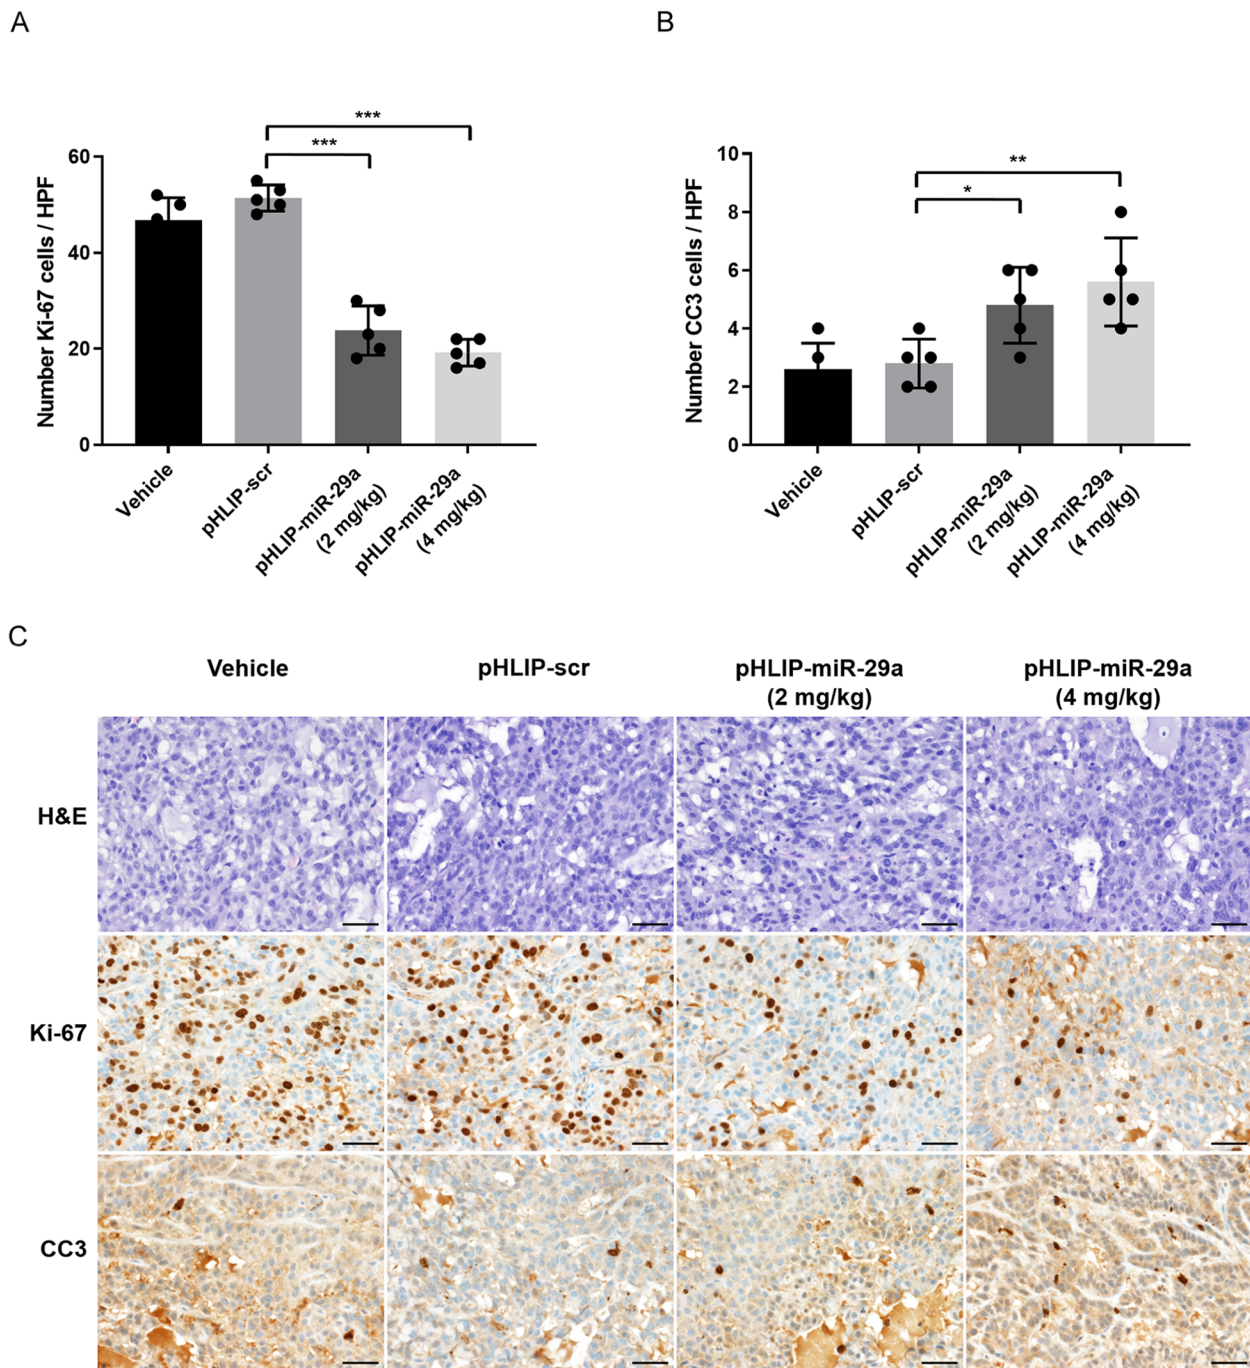 A
B
***
***
60
40
20
0
Number Ki-67 cells / HPF
Vehicle
pHLIP-scr
pHLIP-miR-29a
(2 mg/kg)
pHLIP-miR-29a
(4 mg/kg)
**
*
10
8
6
4
2
0
Number CC3 cells / HPF
Vehicle
pHLIP-scr
pHLIP-miR-29a
(2 mg/kg)
pHLIP-miR-29a
(4 mg/kg)
C
Vehicle
pHLIP-scr
pHLIP-miR-29a
(2 mg/kg)
pHLIP-miR-29a
(4 mg/kg)
H&E
Ki-67
CC3